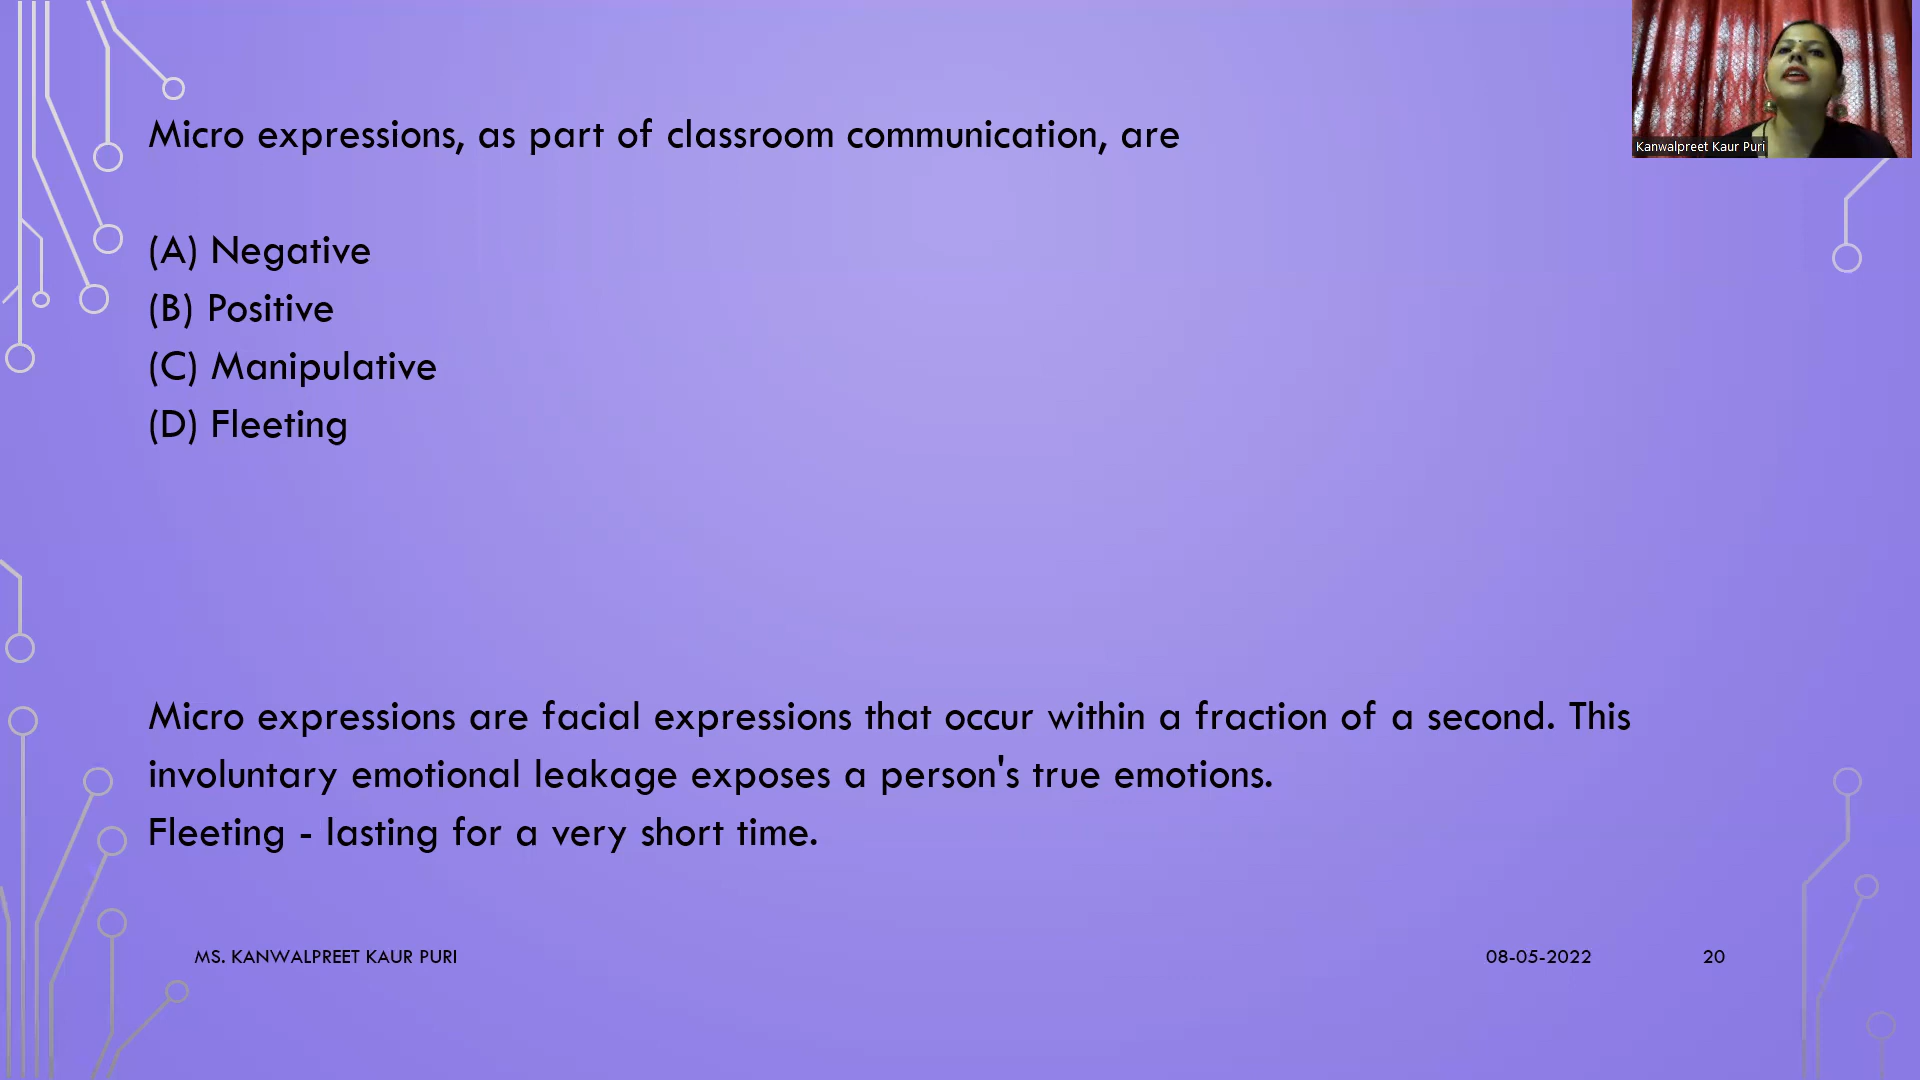 Micro expressions, as part of classroom communication, are
(A) Negative
(B) Positive
(C) Manipulative
(D) Fleeting
Micro expressions are facial expressions that occur within a fraction of a second. This
involuntary emotional leakage exposes a person's true emotions.
Fleeting - lasting for a very short time.
MS. KANWALPREET KAUR PURI
08-05-2022
20
Kanwalpreet Kaur Puri